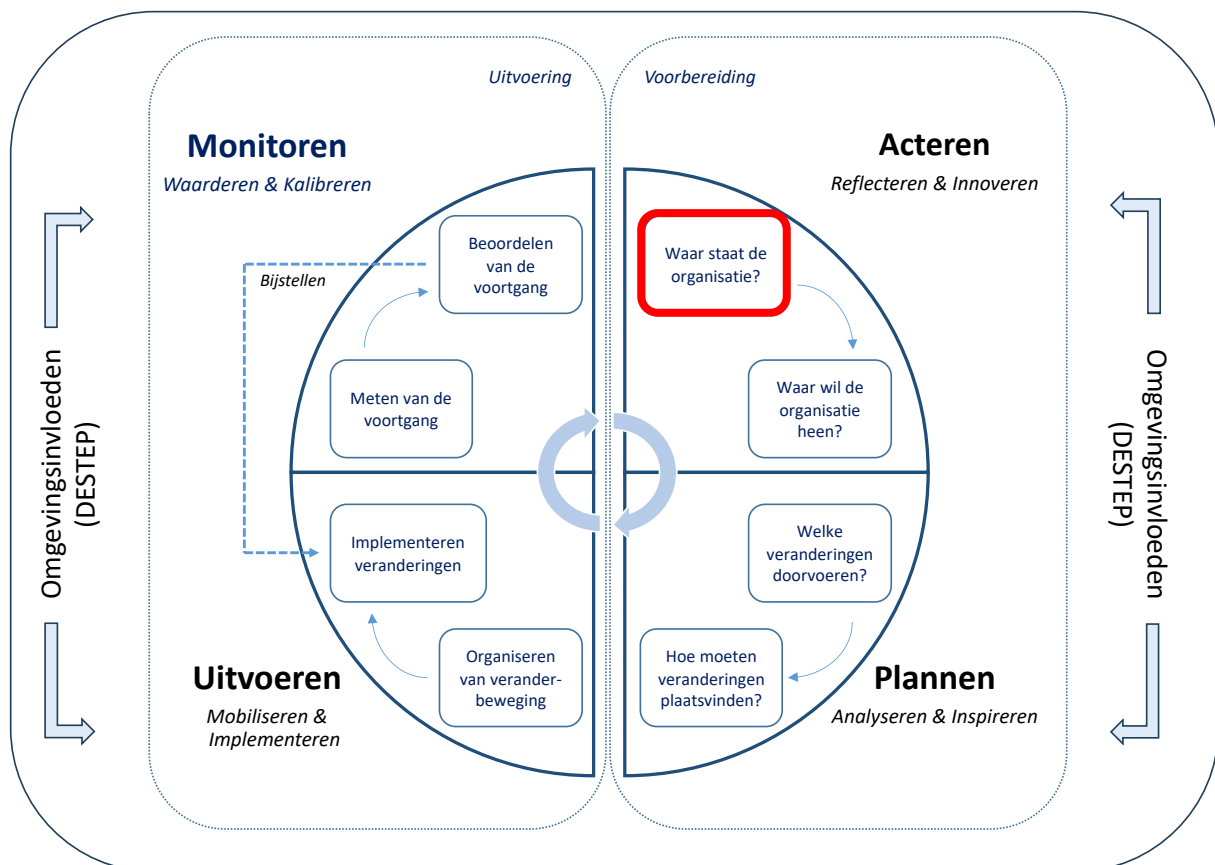 Uitvoering
Voorbereiding
Monitoren
Waarderen & Kalibreren
Acteren
Reflecteren & Innoveren
Beoordelen
van de
voortgang
Waar staat de
organisatie?
Bijstellen
Meten van de
voortgang
Waar wil de
organisatie
heen?
Omgevingsinvloeden
(DESTEP)
Omgevingsinvloeden
(DESTEP)
Implementeren
veranderingen
Welke
veranderingen
doorvoeren?
Organiseren
van verander-
beweging
Hoe moeten
veranderingen
plaatsvinden?
Uitvoeren
Mobiliseren &
Implementeren
Plannen
Analyseren & Inspireren